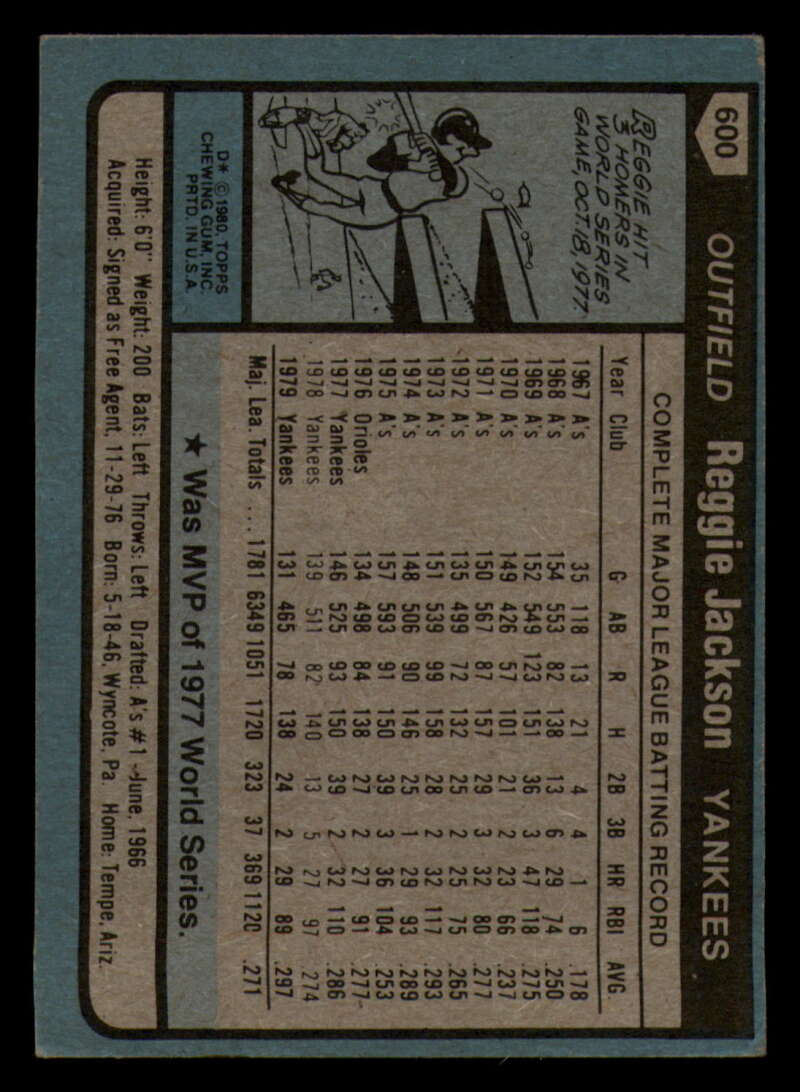 600 OUTFIELD Reggie Jackson YANKEES
REGGIE HIT
3 HOMERS IN
WORLD SERIES
GAME, OCT. 18, 1977
D* © 1980, TOPPS
CHEWING GUM, INC.
PRTD. IN U.S.A.
COMPLETE MAJOR LEAGUE BATTING RECORD
Year Club G AB R H 2B 3B HR RBI AVG.
1967 A's 35 118 13 21 4 4 1 6 .178
1968 A's 154 553 82 138 13 6 29 74 .250
1969 A's 152 549 123 151 36 3 47 118 .275
1970 A's 149 426 57 101 21 2 23 66 .237
1971 A's 150 567 87 157 29 3 32 80 .277
1972 A's 135 499 72 132 25 2 25 75 .265
1973 A's 151 539 99 158 28 2 32 117 .293
1974 A's 148 506 90 146 25 1 29 93 .289
1975 A's 157 593 91 150 39 3 36 104 .253
1976 Orioles 134 498 84 138 27 2 27 91 .277
1977 Yankees 146 525 93 150 39 2 32 110 .286
1978 Yankees 139 511 82 140 13 5 27 97 .274
1979 Yankees 131 465 78 138 24 2 29 89 .297
Maj. Lea. Totals ... 1781 6349 1051 1720 323 37 369 1120 .271
★ Was MVP of 1977 World Series.
Height: 6'0" Weight: 200 Bats: Left Throws: Left Drafted: A's #1 - June, 1966
Acquired: Signed as Free Agent, 11-29-76 Born: 5-18-46, Wyncote, Pa. Home: Tempe, Ariz.